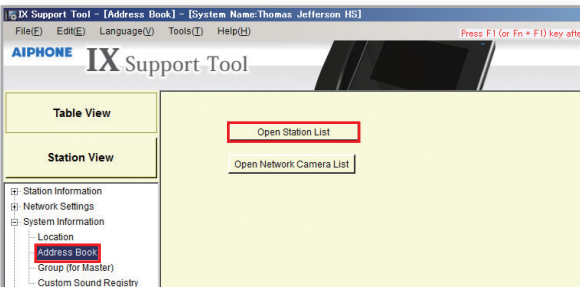 IX Support Tool - [Address Book] - [System Name:Thomas Jefferson HS]
File(F) Edit(E) Language(V) Tools(T) Help(H)
Press F1 (or Fn + F1) key afte
AIPHONE IX Support Tool
Table View
Station View
Open Station List
Open Network Camera List
Station Information
Network Settings
System Information
Location
Address Book
Group (for Master)
Custom Sound Registry